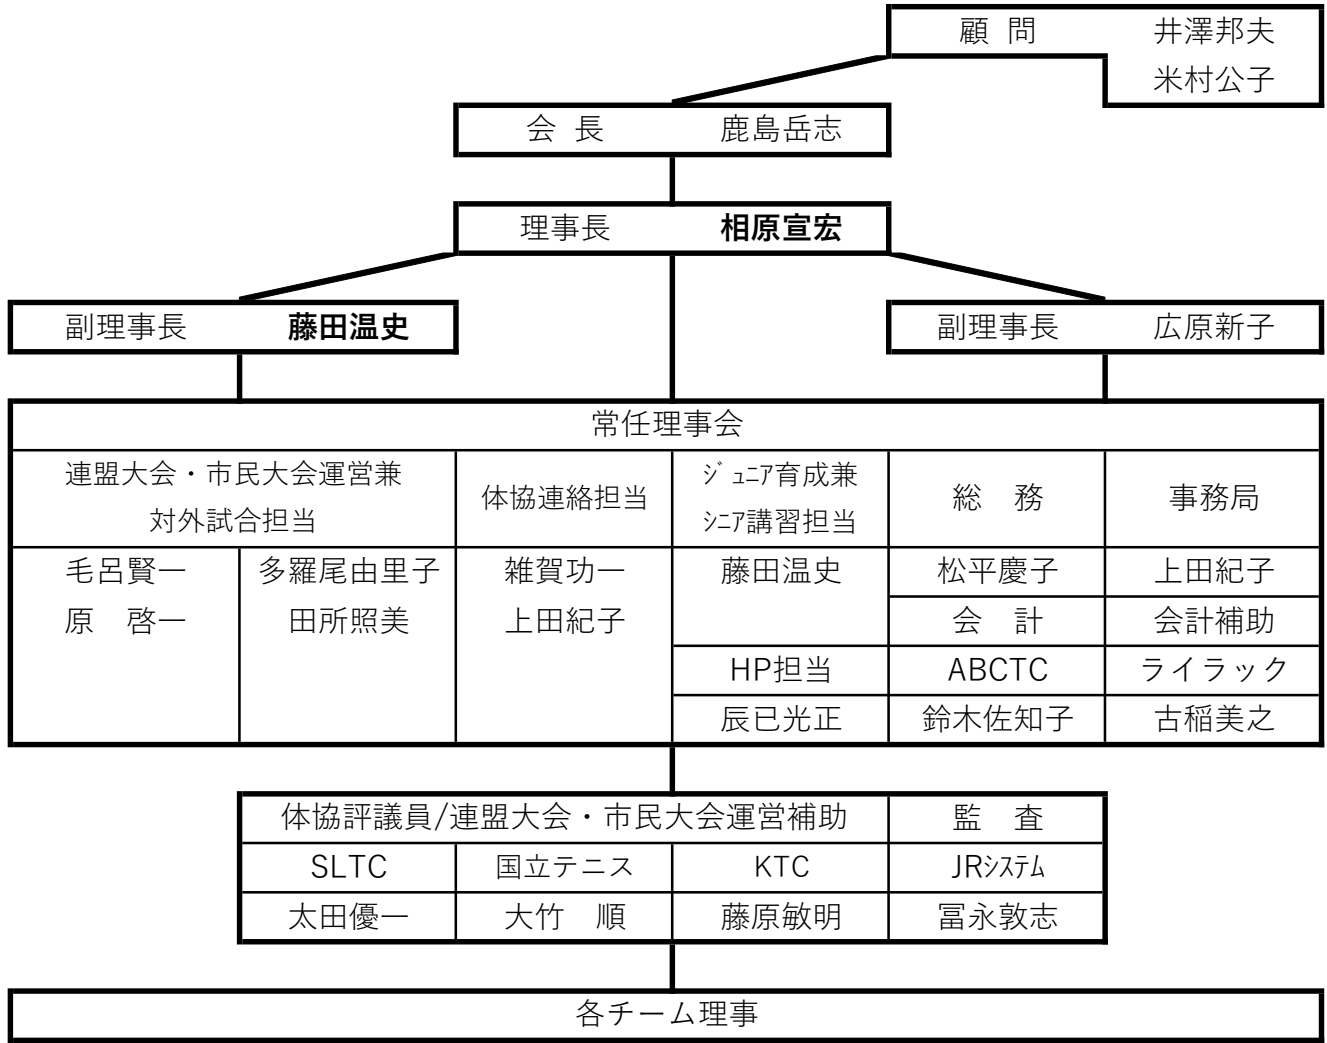 顧 問 井澤邦夫
米村公子
会 長 鹿島岳志
理事長 相原宣宏
副理事長 藤田温史 副理事長 広原新子
常任理事会
連盟大会・市民大会運営兼
対外試合担当
体協連絡担当
ｼﾞｭﾆｱ育成兼
ｼﾆｱ講習担当
総 務
事務局
毛呂賢一 多羅尾由里子 雑賀功一 藤田温史 松平慶子 上田紀子
原 啓一 田所照美 上田紀子 会 計 会計補助
HP担当 ABCTC ライラック
辰已光正 鈴木佐知子 古稲美之
体協評議員/連盟大会・市民大会運営補助 監 査
SLTC 国立テニス KTC JRｼｽﾃﾑ
太田優一 大竹 順 藤原敏明 冨永敦志
各チーム理事